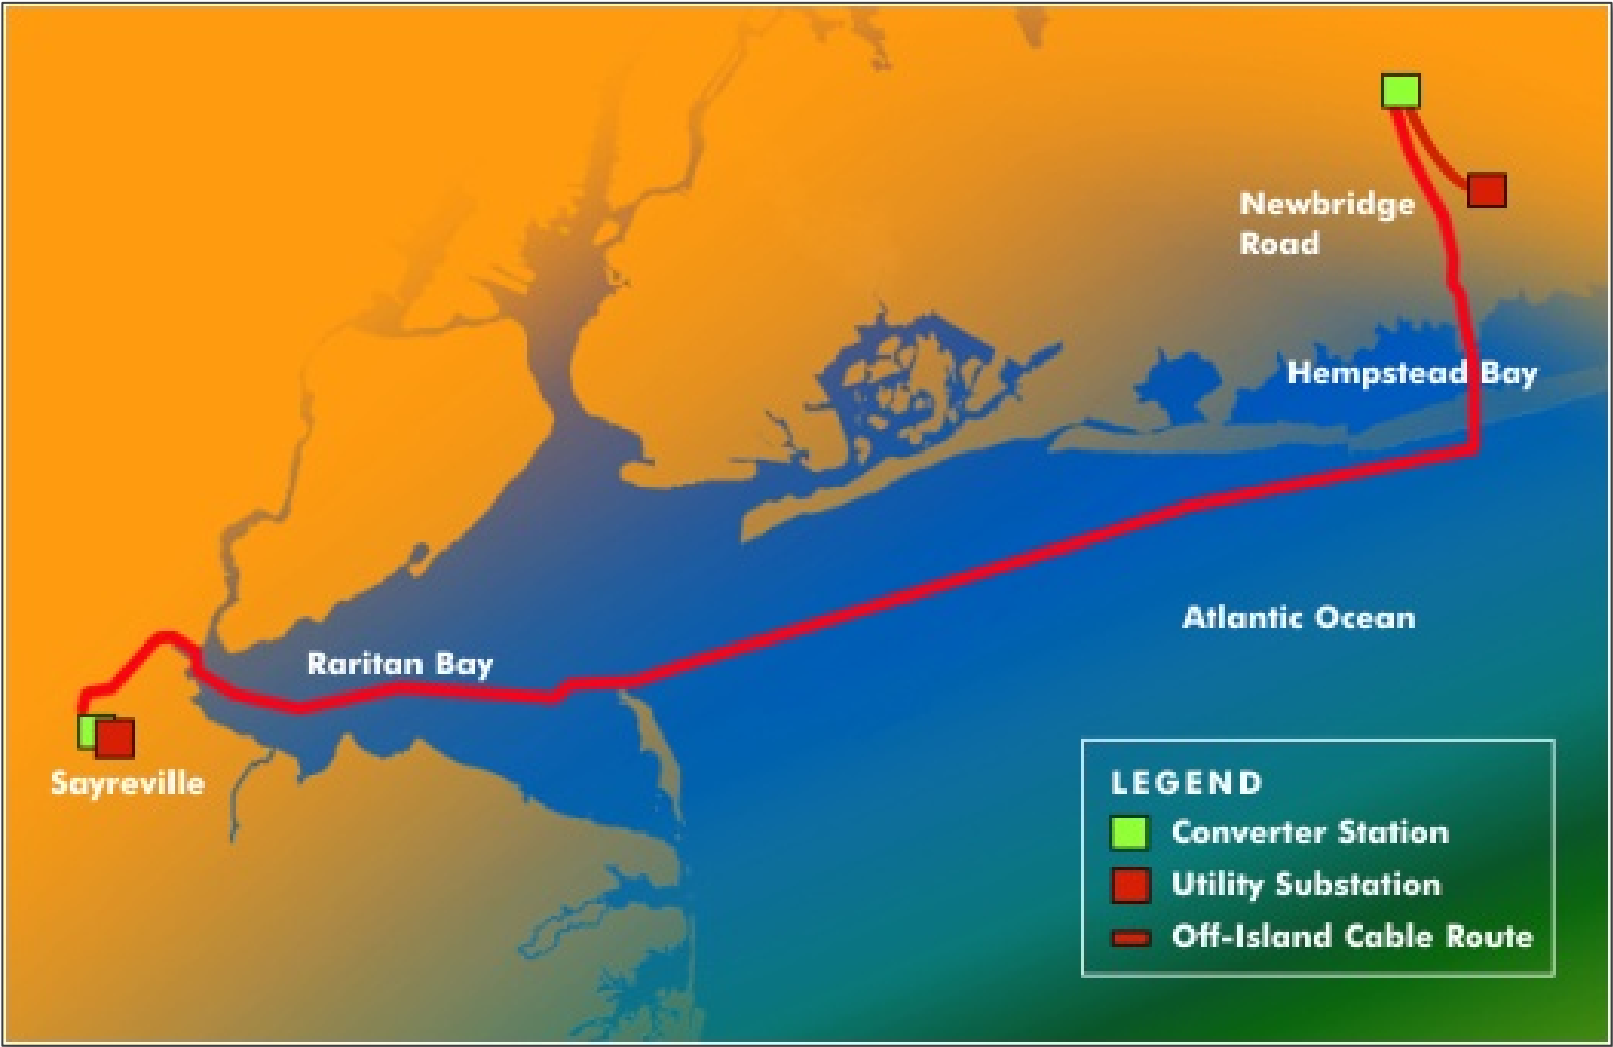 Newbridge
Road
Hempstead Bay
Atlantic Ocean
Raritan Bay
Sayreville
LEGEND
Converter Station
Utility Substation
Off-Island Cable Route